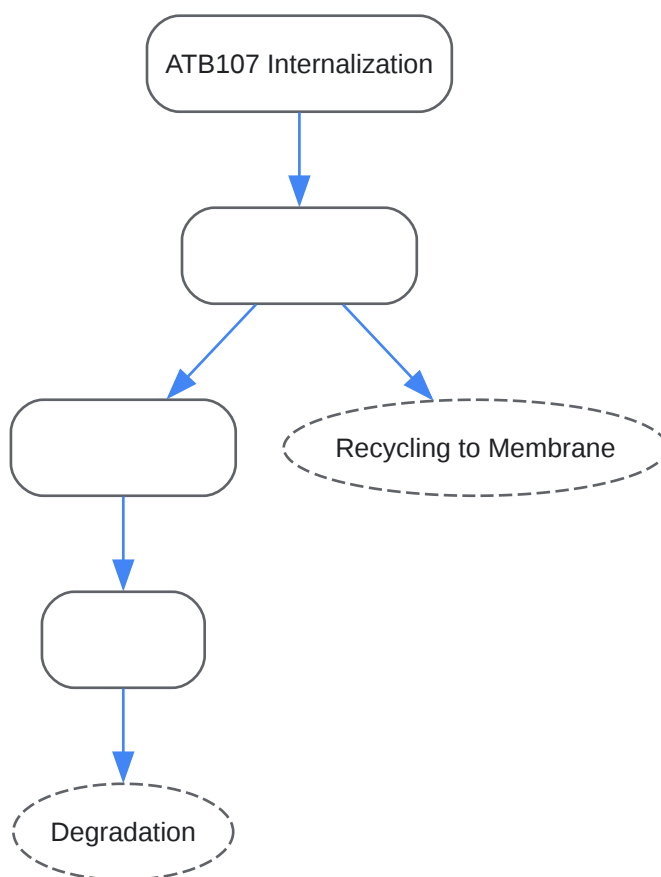 ATB107 Internalization
Recycling to Membrane
Degradation